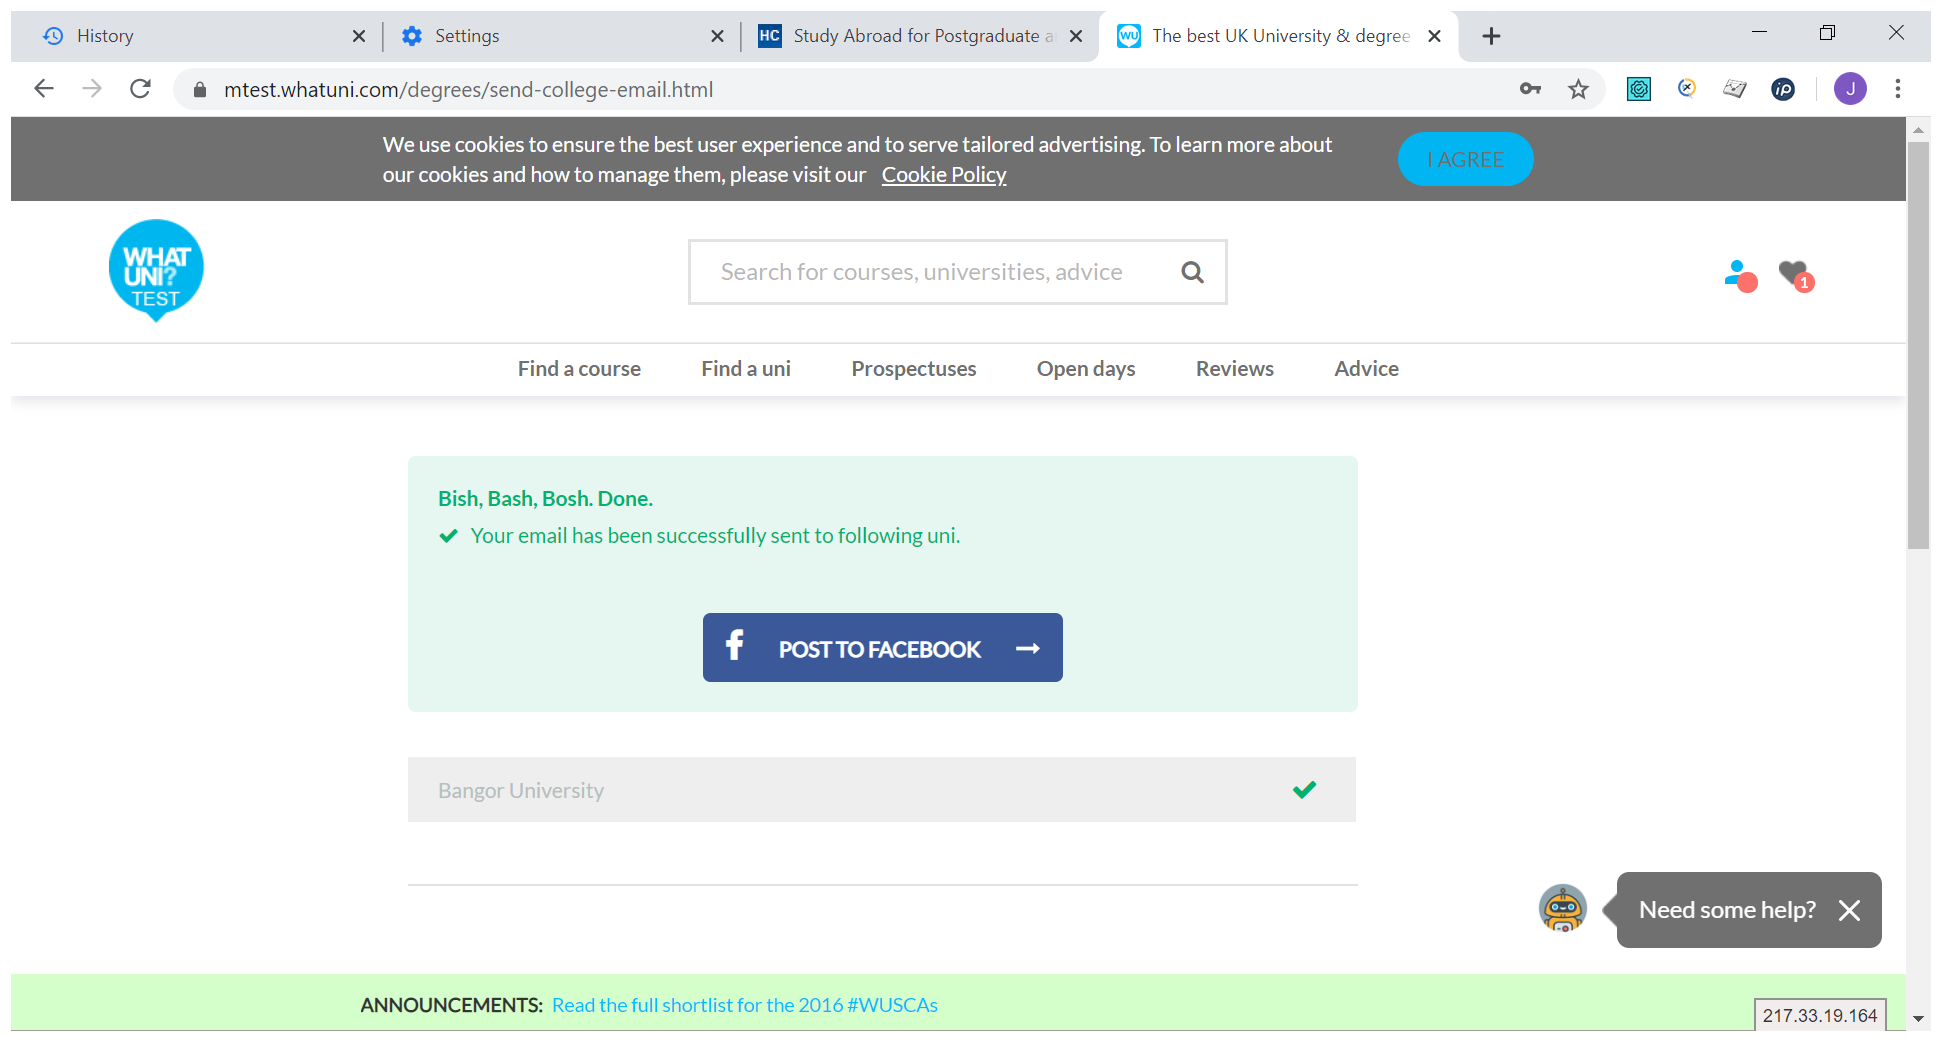 History
Settings
HC Study Abroad for Postgraduate a
WU The best UK University & degree
mtest.whatuni.com/degrees/send-college-email.html
iP
J
We use cookies to ensure the best user experience and to serve tailored advertising. To learn more about
our cookies and how to manage them, please visit our Cookie Policy
I AGREE
WHAT
UNI?
TEST
Search for courses, universities, advice
1
Find a course Find a uni Prospectuses Open days Reviews Advice
Bish, Bash, Bosh. Done.
Your email has been successfully sent to following uni.
f POST TO FACEBOOK
Bangor University
Need some help?
ANNOUNCEMENTS: Read the full shortlist for the 2016 #WUSCAs
217.33.19.164